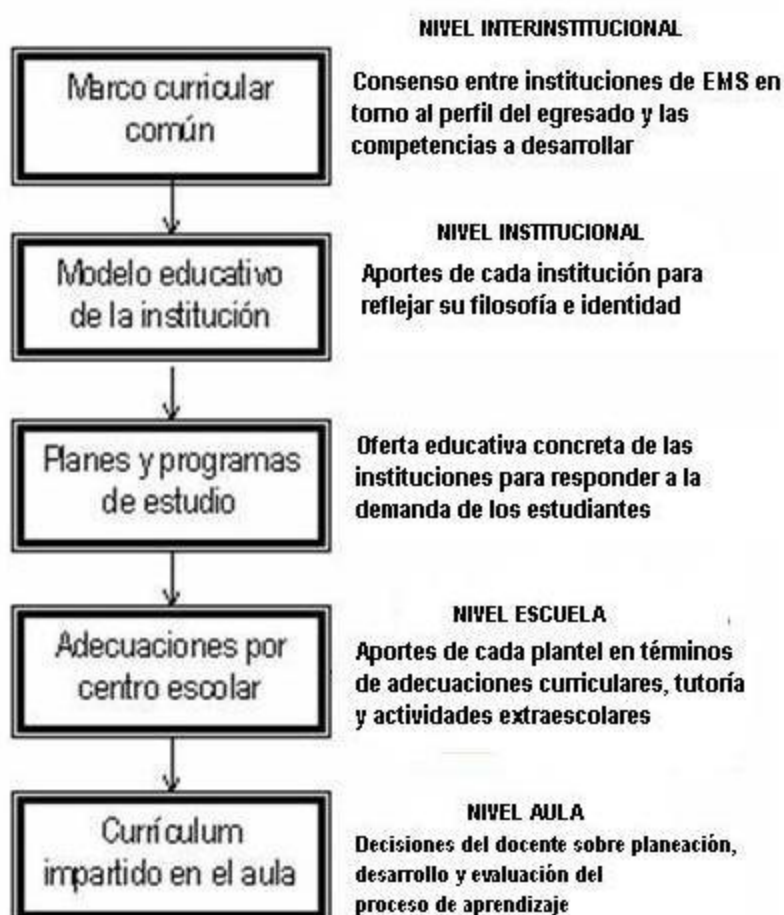 NIVEL INTERINSTITUCIONAL
Marco curricular
común
Consenso entre instituciones de EMS en
torno al perfil del egresado y las
competencias a desarrollar
NIVEL INSTITUCIONAL
Modelo educativo
de la institución
Aportes de cada institución para
reflejar su filosofía e identidad
Planes y programas
de estudio
Oferta educativa concreta de las
instituciones para responder a la
demanda de los estudiantes
NIVEL ESCUELA
Adecuaciones por
centro escolar
Aportes de cada plantel en términos
de adecuaciones curriculares, tutoría
y actividades extraescolares
NIVEL AULA
Currículum
impartido en el aula
Decisiones del docente sobre planeación,
desarrollo y evaluación del
proceso de aprendizaje